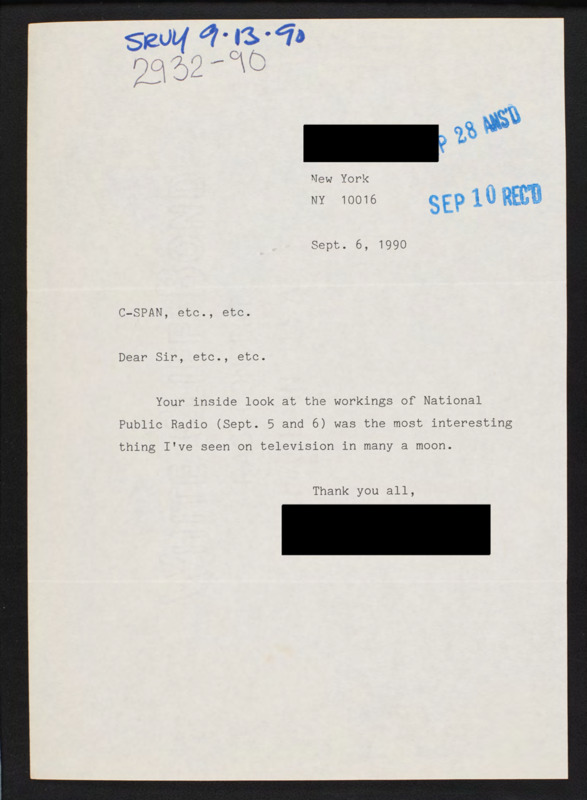 SRVY 9·13·90
2932-90
P 28 ANS'D
New York
NY 10016
SEP 10 REC'D
Sept. 6, 1990
C-SPAN, etc., etc.
Dear Sir, etc., etc.
Your inside look at the workings of National
Public Radio (Sept. 5 and 6) was the most interesting
thing I've seen on television in many a moon.
Thank you all,